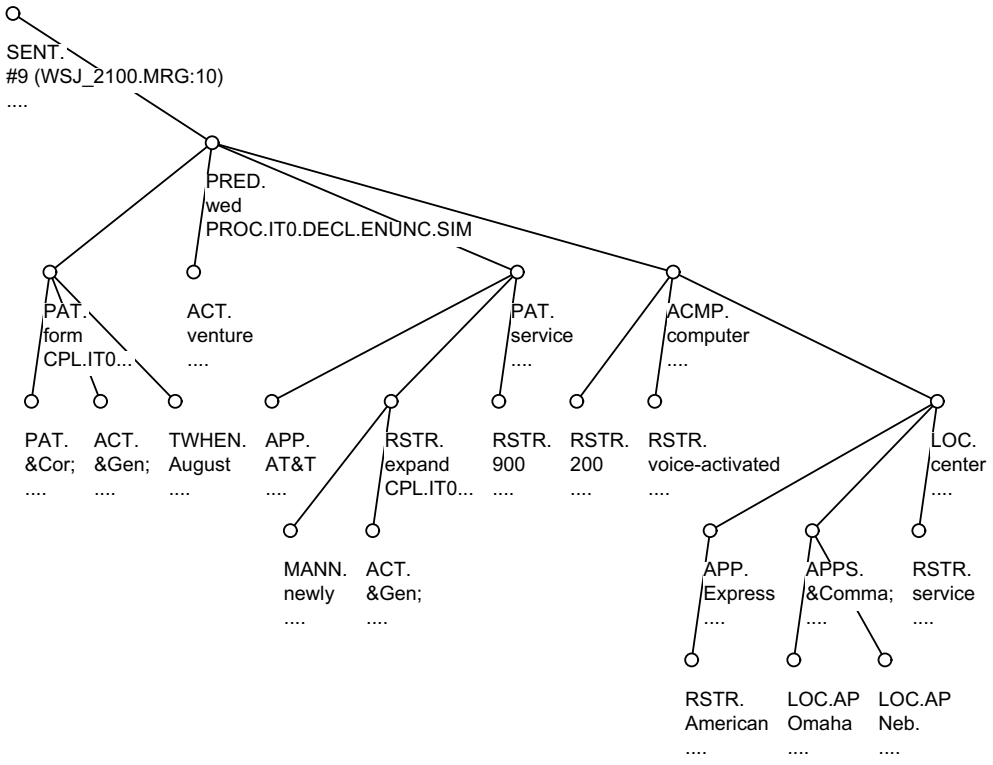 SENT.
#9 (WSJ_2100.MRG:10)
....
PRED.
wed
PROC.IT0.DECL.ENUNC.SIM
PAT.
form
CPL.IT0...
ACT.
venture
....
PAT.
service
....
ACMP.
computer
....
PAT.
&Cor;
....
ACT.
&Gen;
....
TWHEN.
August
....
APP.
AT&T
....
RSTR.
expand
CPL.IT0...
RSTR.
900
....
RSTR.
200
....
RSTR.
voice-activated
....
LOC.
center
....
MANN.
newly
....
ACT.
&Gen;
....
APP.
Express
....
APPS.
&Comma;
....
RSTR.
service
....
RSTR.
American
....
LOC.AP
Omaha
....
LOC.AP
Neb.
....